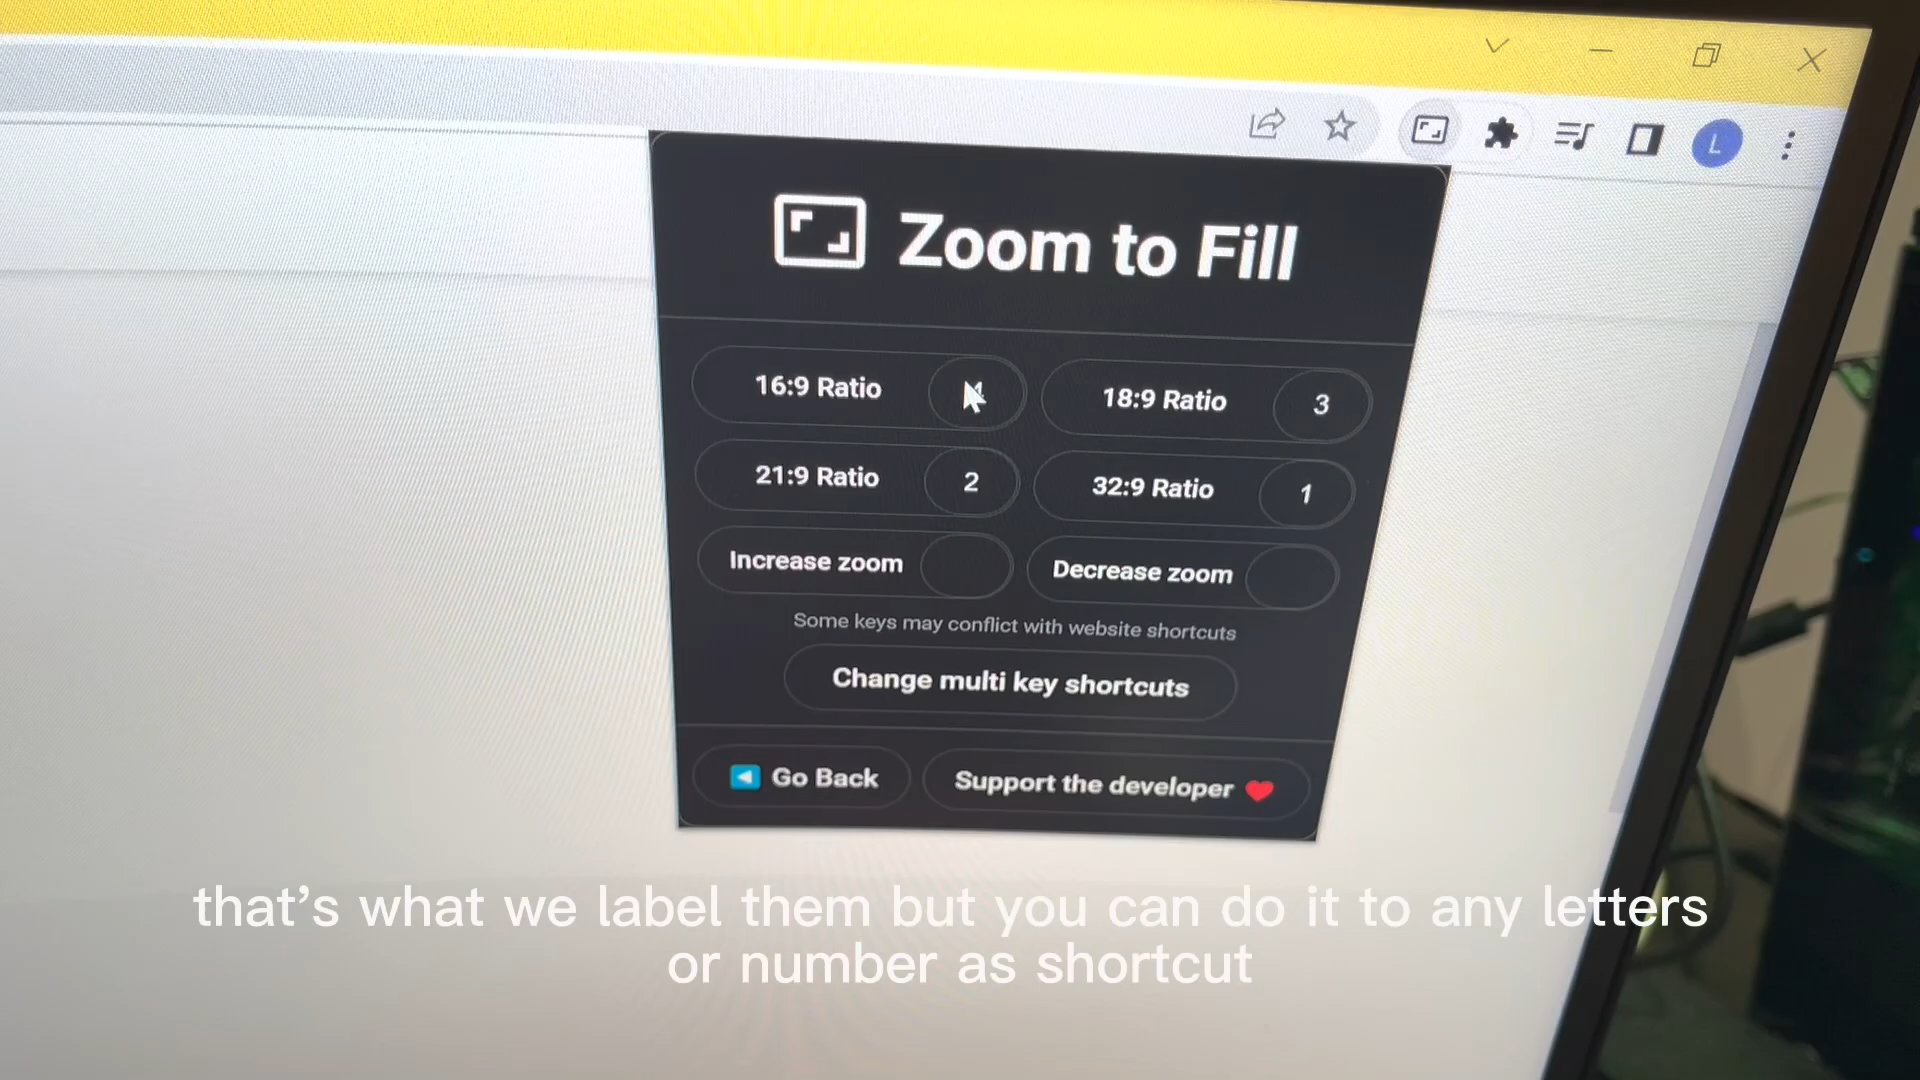 L
Zoom to Fill
16:9 Ratio
18:9 Ratio 3
21:9 Ratio 2
32:9 Ratio 1
Increase zoom
Decrease zoom
Some keys may conflict with website shortcuts
Change multi key shortcuts
Go Back
Support the developer
that's what we label them but you can do it to any letters
or number as shortcut